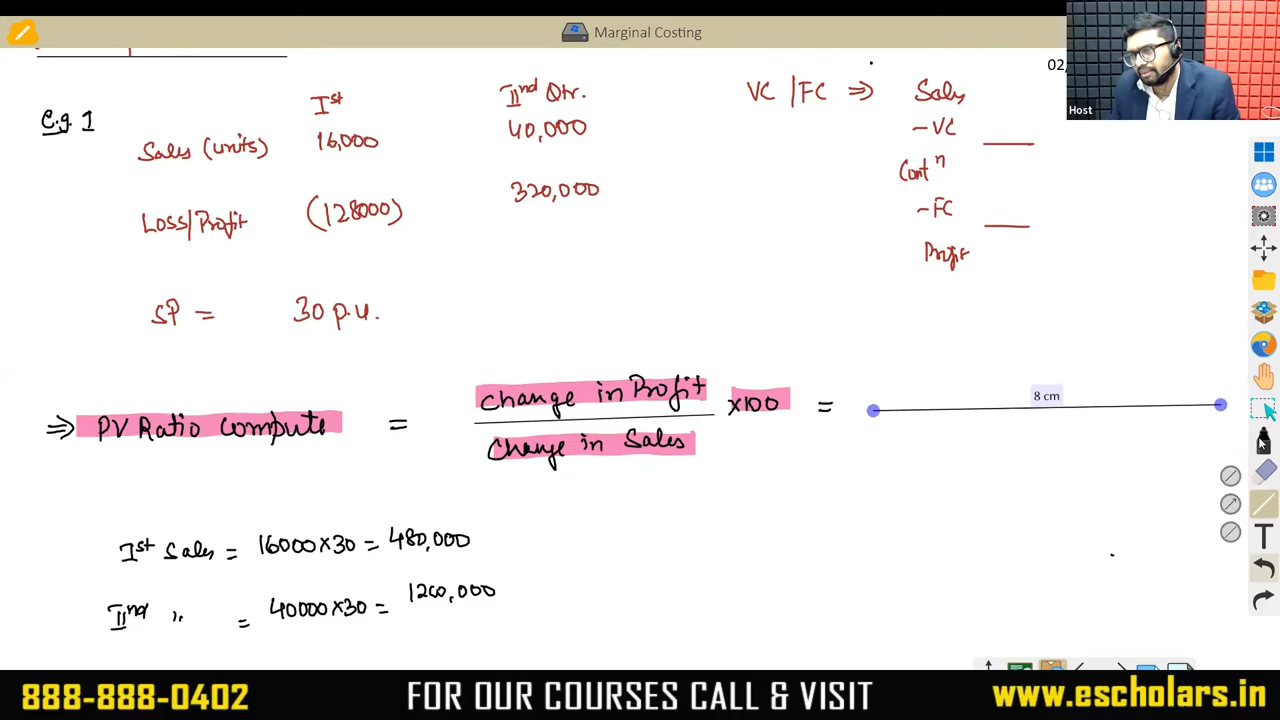 Marginal Costing
02/
Host
e.g. 1
Ist IInd Qtr.
Sales (units) 16,000 40,000
Loss/Profit (128000) 320,000
SP = 30 p.u.
VC | FC ⇒ Sales
-VC
Contn
-FC
Profit
⇒ PV Ratio compute = Change in Profit
Change in Sales
×100 =
8 cm
Ist Sales = 16000×30 = 480,000
IInd ,, = 40000×30 = 1200,000
888-888-0402 FOR OUR COURSES CALL & VISIT www.escholars.in